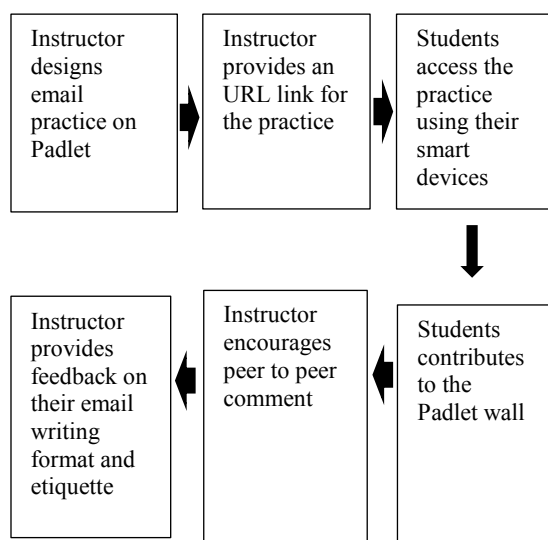 Instructor
designs
email
practice on
Padlet
Instructor
provides an
URL link for
the practice
Students
access the
practice
using their
smart
devices
Students
contributes
to the
Padlet wall
Instructor
encourages
peer to peer
comment
Instructor
provides
feedback on
their email
writing
format and
etiquette